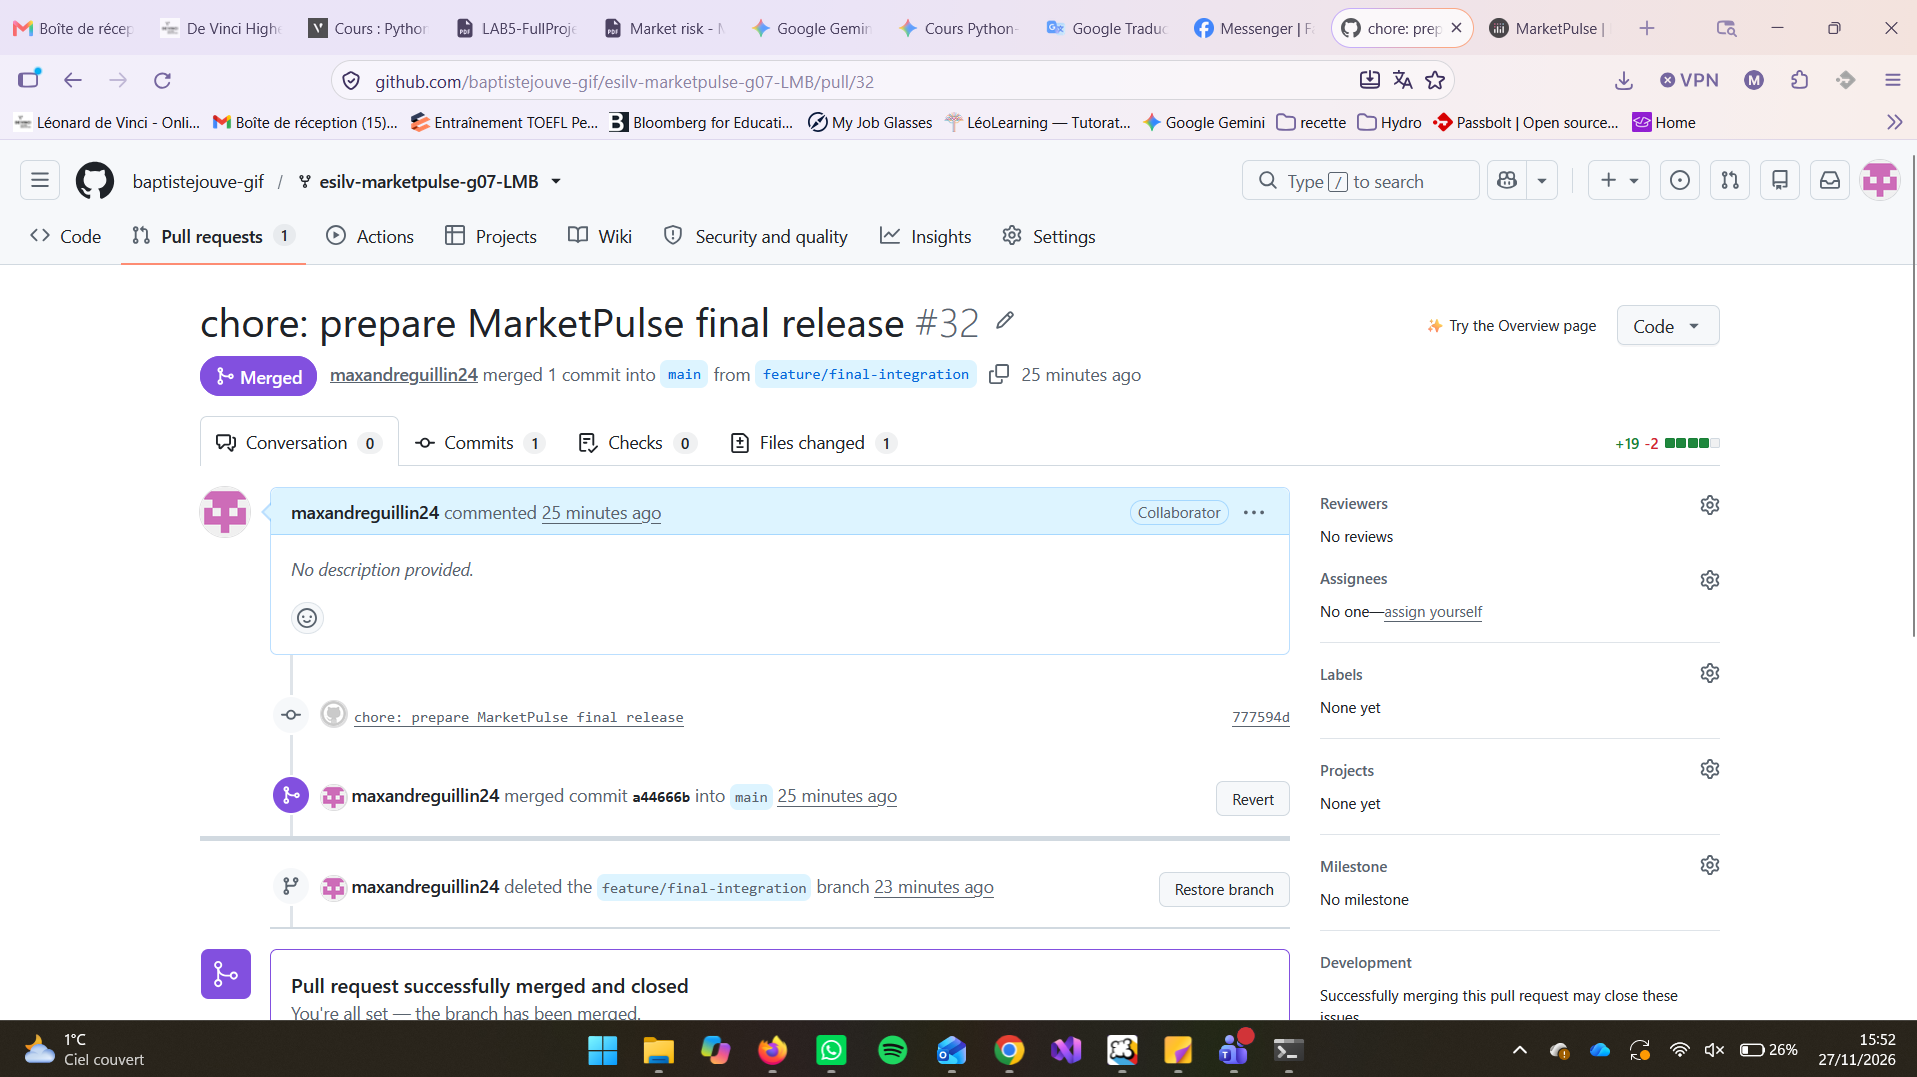 Boîte de récep
De Vinci Highe
Cours : Python
LAB5-FullProje
Market risk - M
Google Gemin
Cours Python-
Google Traduc
Messenger | F
chore: prep
MarketPulse |
github.com/baptistejouve-gif/esilv-marketpulse-g07-LMB/pull/32
VPN
M
Léonard de Vinci - Onli...
Boîte de réception (15)...
Entraînement TOEFL Pe...
Bloomberg for Educati...
My Job Glasses
LéoLearning — Tutorat...
Google Gemini
recette
Hydro
Passbolt | Open source...
Home
baptistejouve-gif / esilv-marketpulse-g07-LMB
Type / to search
Code
Pull requests 1
Actions
Projects
Wiki
Security and quality
Insights
Settings
chore: prepare MarketPulse final release #32
Try the Overview page
Code
Merged
maxandreguillin24 merged 1 commit into main from feature/final-integration 25 minutes ago
Conversation 0
Commits 1
Checks 0
Files changed 1
+19 -2
maxandreguillin24 commented 25 minutes ago
Collaborator
No description provided.
chore: prepare MarketPulse final release
777594d
maxandreguillin24 merged commit a44666b into main 25 minutes ago
Revert
maxandreguillin24 deleted the feature/final-integration branch 23 minutes ago
Restore branch
Pull request successfully merged and closed
You're all set — the branch has been merged.
Reviewers
No reviews
Assignees
No one—assign yourself
Labels
None yet
Projects
None yet
Milestone
No milestone
Development
Successfully merging this pull request may close these
issues.
1°C
Ciel couvert
26%
15:52
27/11/2026